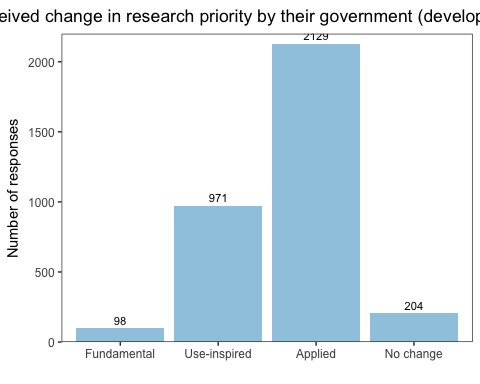 eived change in research priority by their government (develop
Number of responses
2000
1500
1000
500
0
98
971
2129
204
Fundamental
Use-inspired
Applied
No change